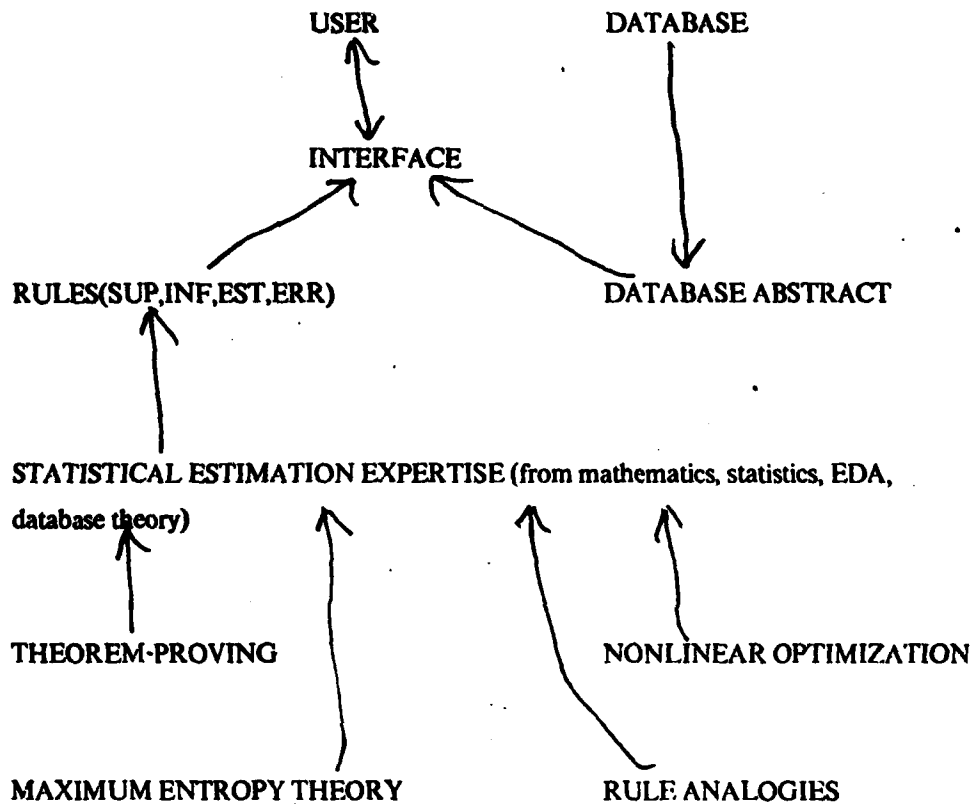 USER DATABASE
INTERFACE
RULES(SUP,INF,EST,ERR) DATABASE ABSTRACT
STATISTICAL ESTIMATION EXPERTISE (from mathematics, statistics, EDA,
database theory)
THEOREM-PROVING NONLINEAR OPTIMIZATION
MAXIMUM ENTROPY THEORY RULE ANALOGIES